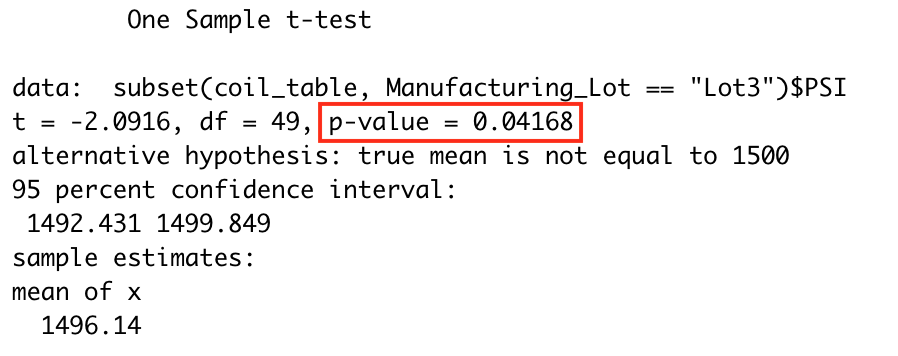 One Sample t-test
data:  subset(coil_table, Manufacturing_Lot == "Lot3")$PSI
t = -2.0916, df = 49, p-value = 0.04168
alternative hypothesis: true mean is not equal to 1500
95 percent confidence interval:
1492.431 1499.849
sample estimates:
mean of x
1496.14